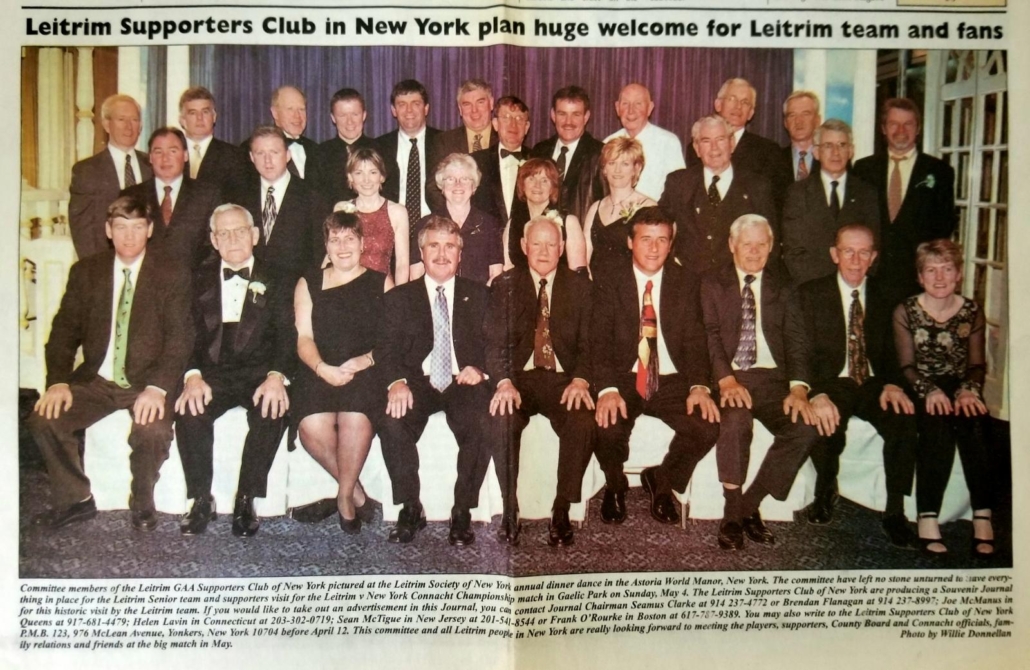 Leitrim Supporters Club in New York plan huge welcome for Leitrim team and fans
Committee members of the Leitrim GAA Supporters Club of New York pictured at the Leitrim Society of New York annual dinner dance in the Astoria World Manor, New York. The committee have left no stone unturned to leave every-
thing in place for the Leitrim Senior team and supporters visit for the Leitrim v New York Connacht Championship match in Gaelic Park on Sunday, May 4. The Leitrim Supporters Club of New York are producing a Souvenir Journal
for this historic visit by the Leitrim team. If you would like to take out an advertisement in this Journal, you can contact Journal Chairman Seamus Clarke at 914 237-4772 or Brendan Flanagan at 914 237-8997; Joe McManus in
Queens at 917-681-4479; Helen Lavin in Connecticut at 203-302-0719; Sean McTigue in New Jersey at 201-541-8544 or Frank O'Rourke in Boston at 617-787-9389. You may also write to the Leitrim Supporters Club of New York
P.M.B. 123, 976 McLean Avenue, Yonkers, New York 10704 before April 12. This committee and all Leitrim people in New York are really looking forward to meeting the players, supporters, County Board and Connacht officials, fam-
ily relations and friends at the big match in May.
Photo by Willie Donnellan